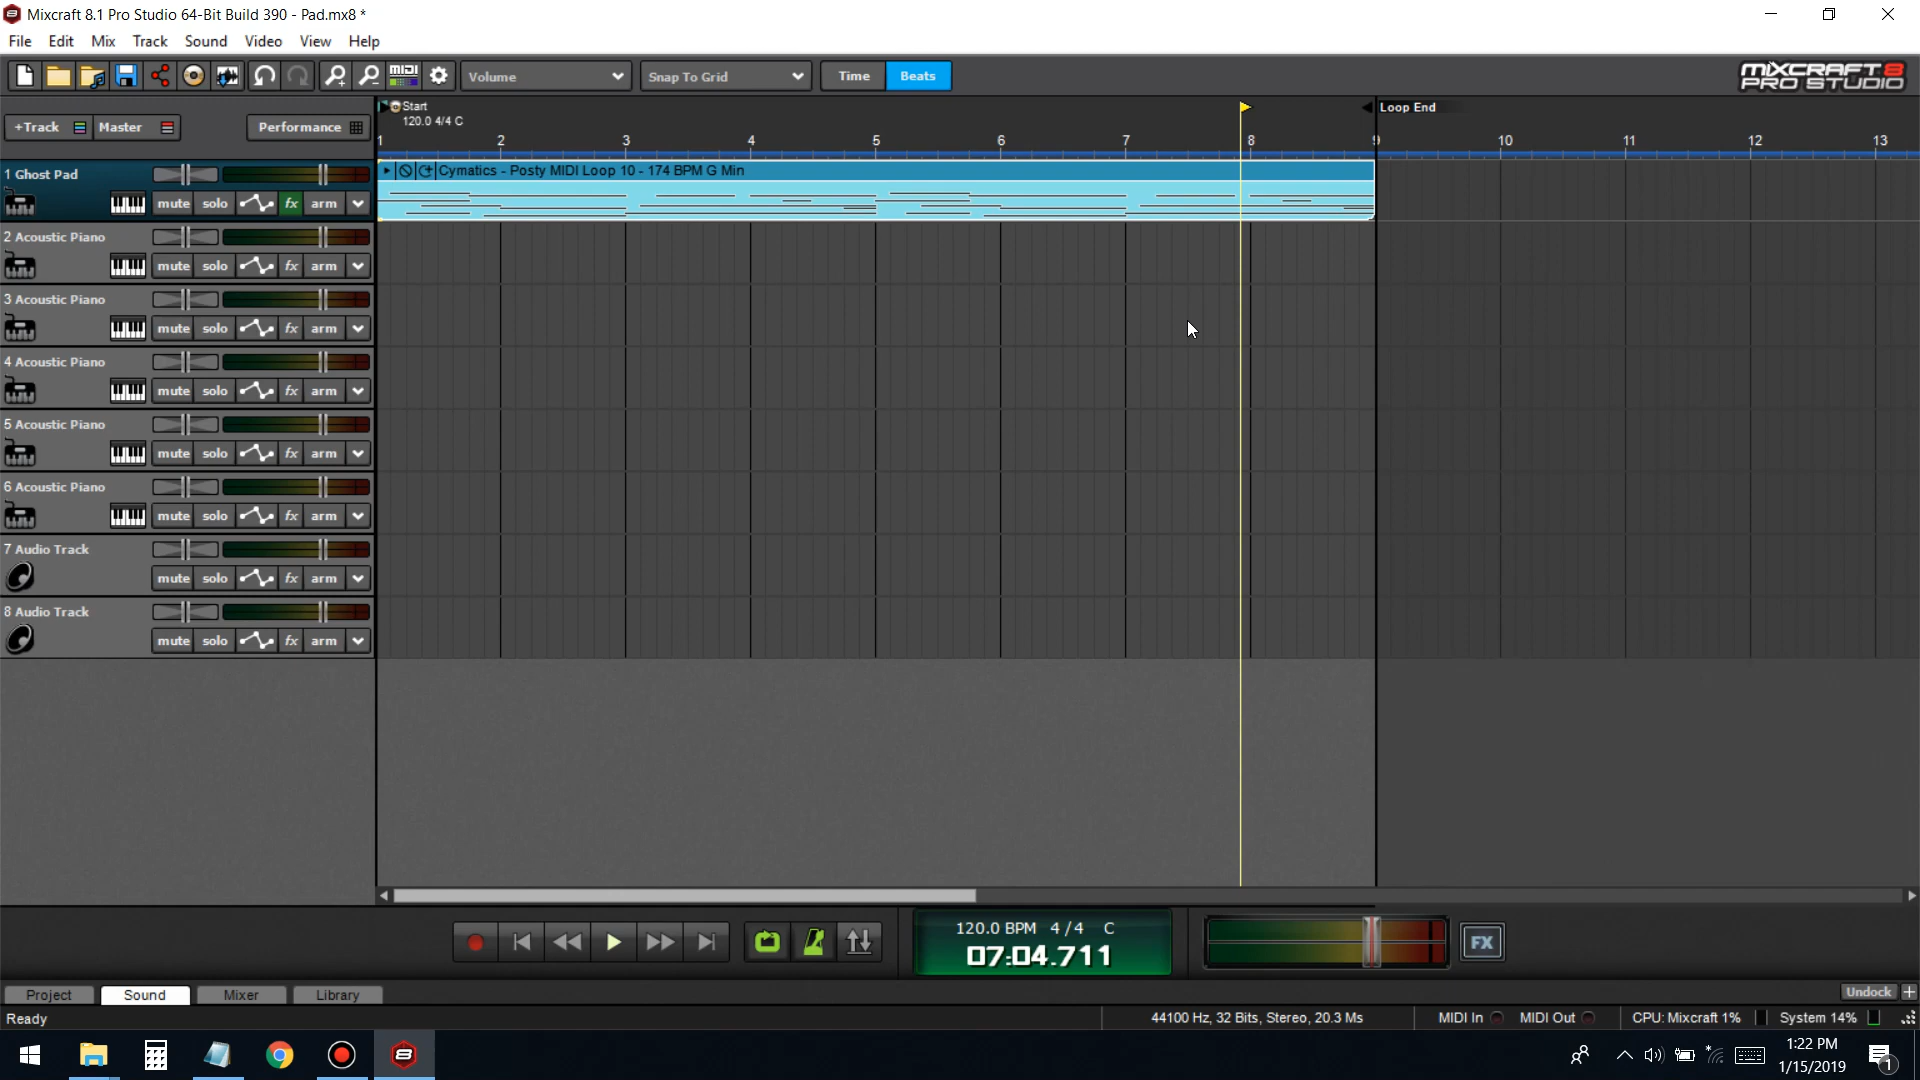 Mixcraft 8.1 Pro Studio 64-Bit Build 390 - Pad.mx8 *
File Edit Mix Track Sound Video View Help
MIDI Volume Snap To Grid Time Beats MIXCRAFT 8 PRO STUDIO
Start Loop End
120.0 4/4 C
+Track Master Performance
1 2 3 4 5 6 7 8 9 10 11 12 13
1 Ghost Pad
Cymatics - Posty MIDI Loop 10 - 174 BPM G Min
mute solo fx arm
2 Acoustic Piano
mute solo fx arm
3 Acoustic Piano
mute solo fx arm
4 Acoustic Piano
mute solo fx arm
5 Acoustic Piano
mute solo fx arm
6 Acoustic Piano
mute solo fx arm
7 Audio Track
mute solo fx arm
8 Audio Track
mute solo fx arm
120.0 BPM 4/4 C
07:04.711
FX
Project Sound Mixer Library Undock +
Ready 44100 Hz, 32 Bits, Stereo, 20.3 Ms MIDI In MIDI Out CPU: Mixcraft 1% System 14%
8
1:22 PM
1/15/2019
1